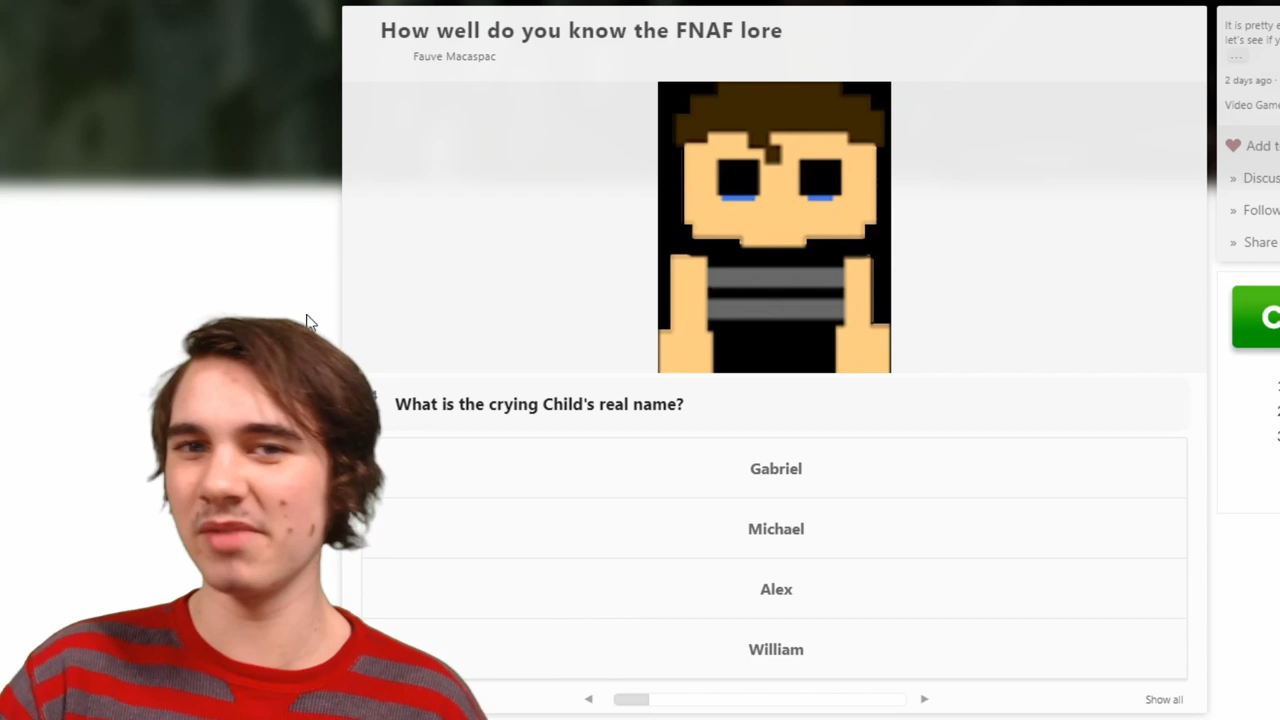 How well do you know the FNAF lore
Fauve Macaspac
What is the crying Child's real name?
Gabriel
Michael
Alex
William
Show all
It is pretty
let's see if
...
2 days ago ·
Video Game
Add t
» Discus
» Follow
» Share
C